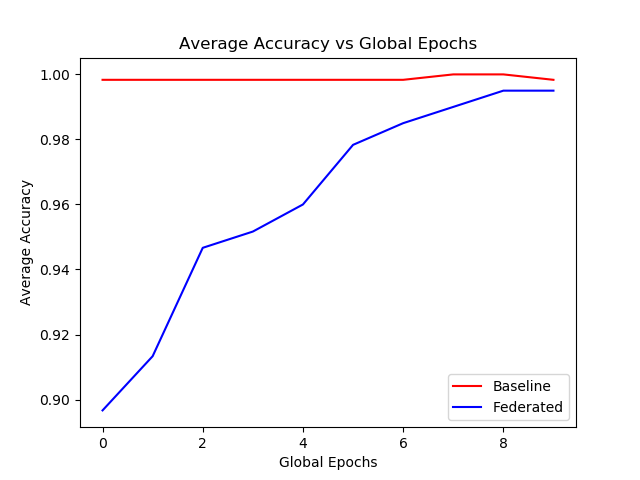 Average Accuracy vs Global Epochs
Average Accuracy
1.00
0.98
0.96
0.94
0.92
0.90
0 2 4 6 8
Global Epochs
Baseline
Federated